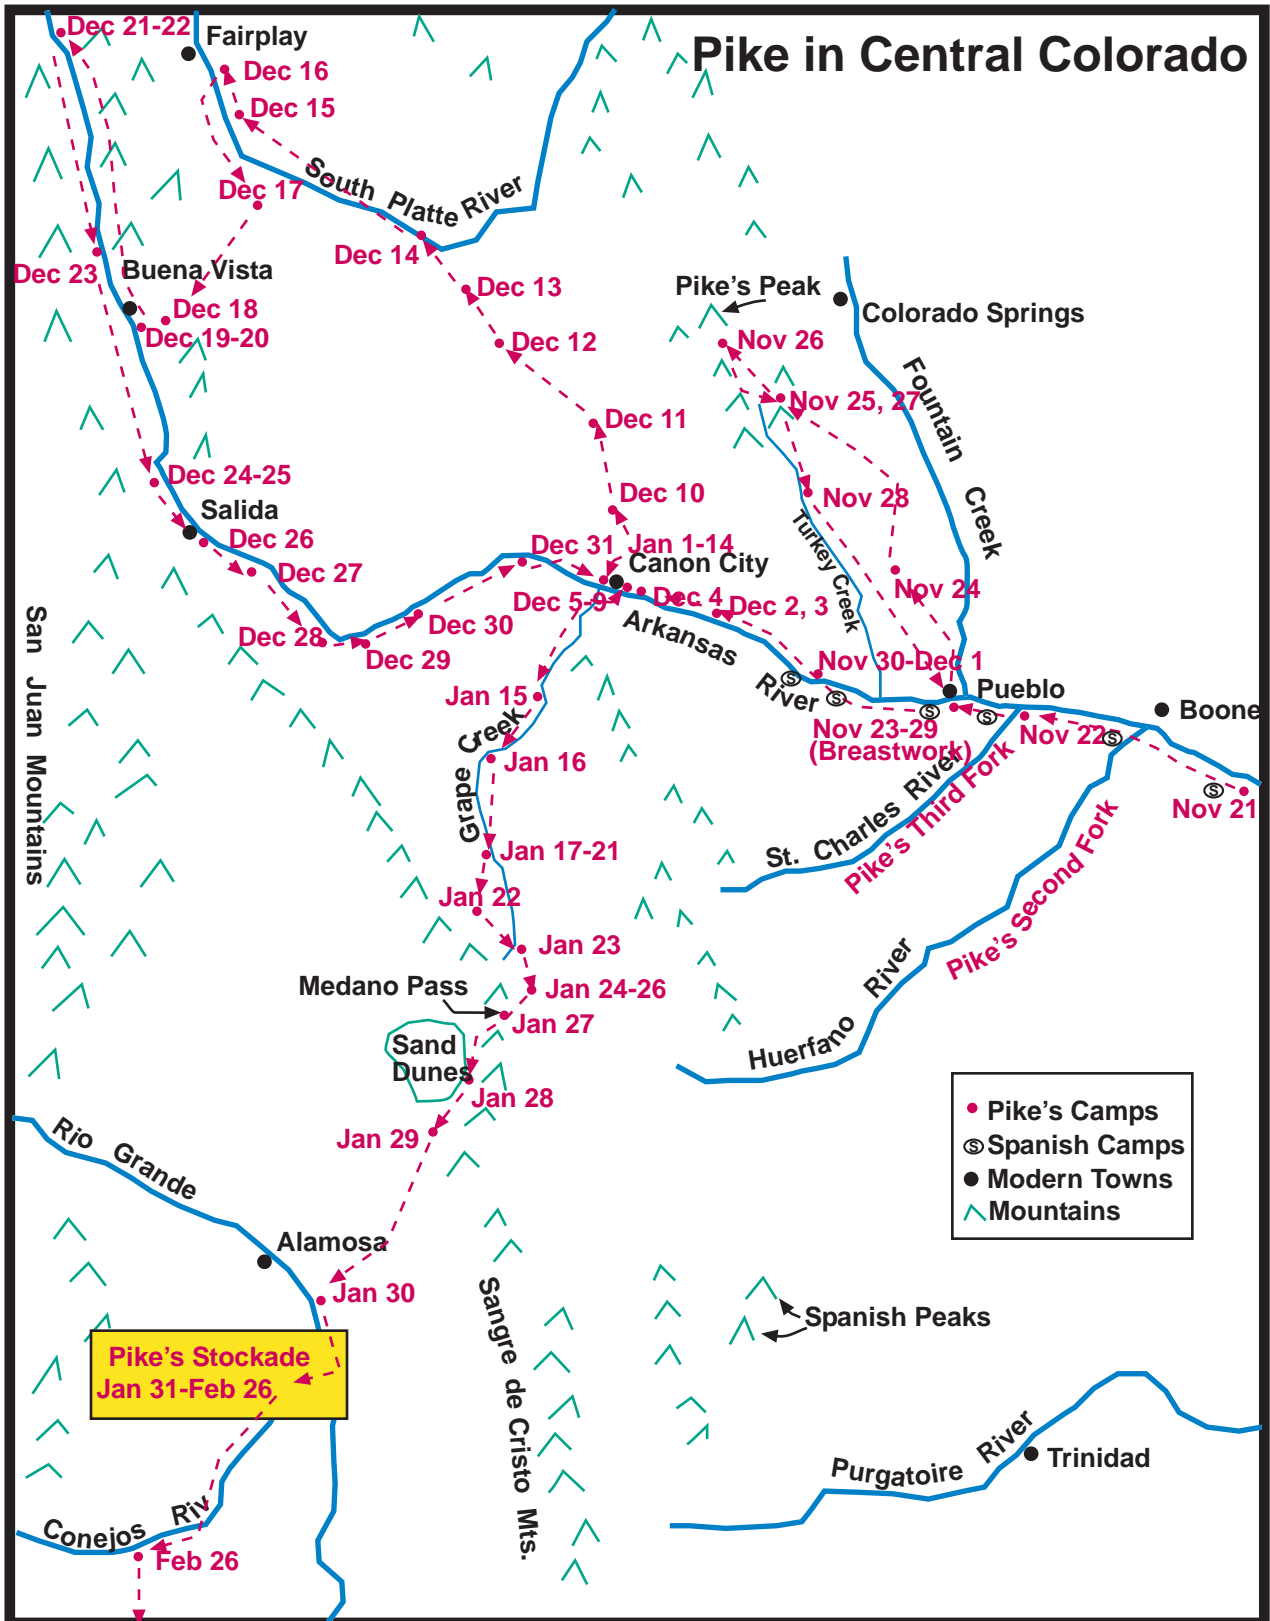 Pike in Central Colorado
Dec 21-22
Fairplay
Dec 16
Dec 15
South Platte River
Dec 17
Dec 14
Dec 23
Buena Vista
Dec 13
Pike's Peak
Colorado Springs
Dec 18
Dec 19-20
Dec 12
Nov 26
Fountain Creek
Nov 25, 27
Dec 11
Dec 24-25
Dec 10
Nov 28
Salida
Turkey Creek
Dec 26
Dec 31
Jan 1-14
Canon City
Dec 27
Nov 24
Dec 5-9
Dec 4
Dec 2, 3
Dec 30
Arkansas River
Dec 28
Dec 29
San Juan Mountains
Nov 30-Dec 1
Pueblo
Boone
Jan 15
Nov 23-29
(Breastwork)
Nov 22
Grape Creek
Jan 16
Nov 21
St. Charles River
Pike's Third Fork
Pike's Second Fork
Jan 17-21
Jan 22
Jan 23
Medano Pass
Jan 24-26
Jan 27
Huerfano River
Sand
Dunes
Jan 28
Jan 29
Pike's Camps
S Spanish Camps
Modern Towns
Mountains
Rio Grande
Alamosa
Jan 30
Sangre de Cristo Mts.
Spanish Peaks
Pike's Stockade
Jan 31-Feb 26
Purgatoire River
Trinidad
Conejos Riv
Feb 26
S
S
S
S
S
S